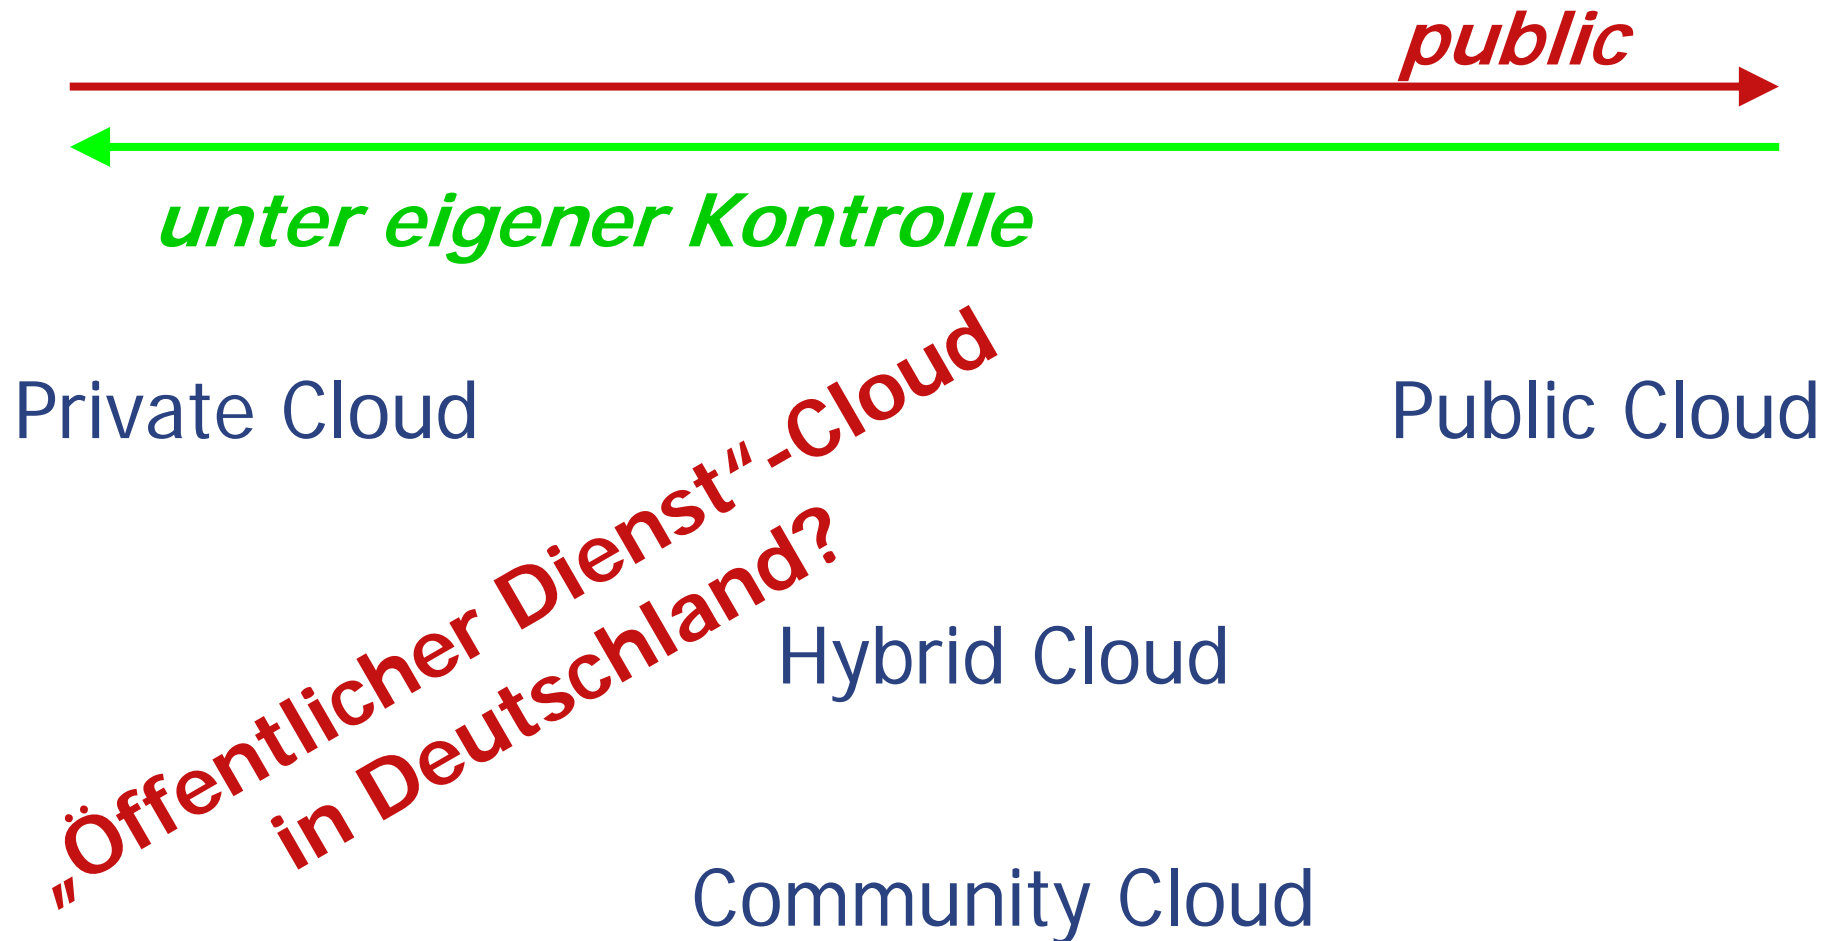 public
unter eigener Kontrolle
Private Cloud
Public Cloud
„Öffentlicher Dienst“-Cloud
in Deutschland?
Hybrid Cloud
Community Cloud